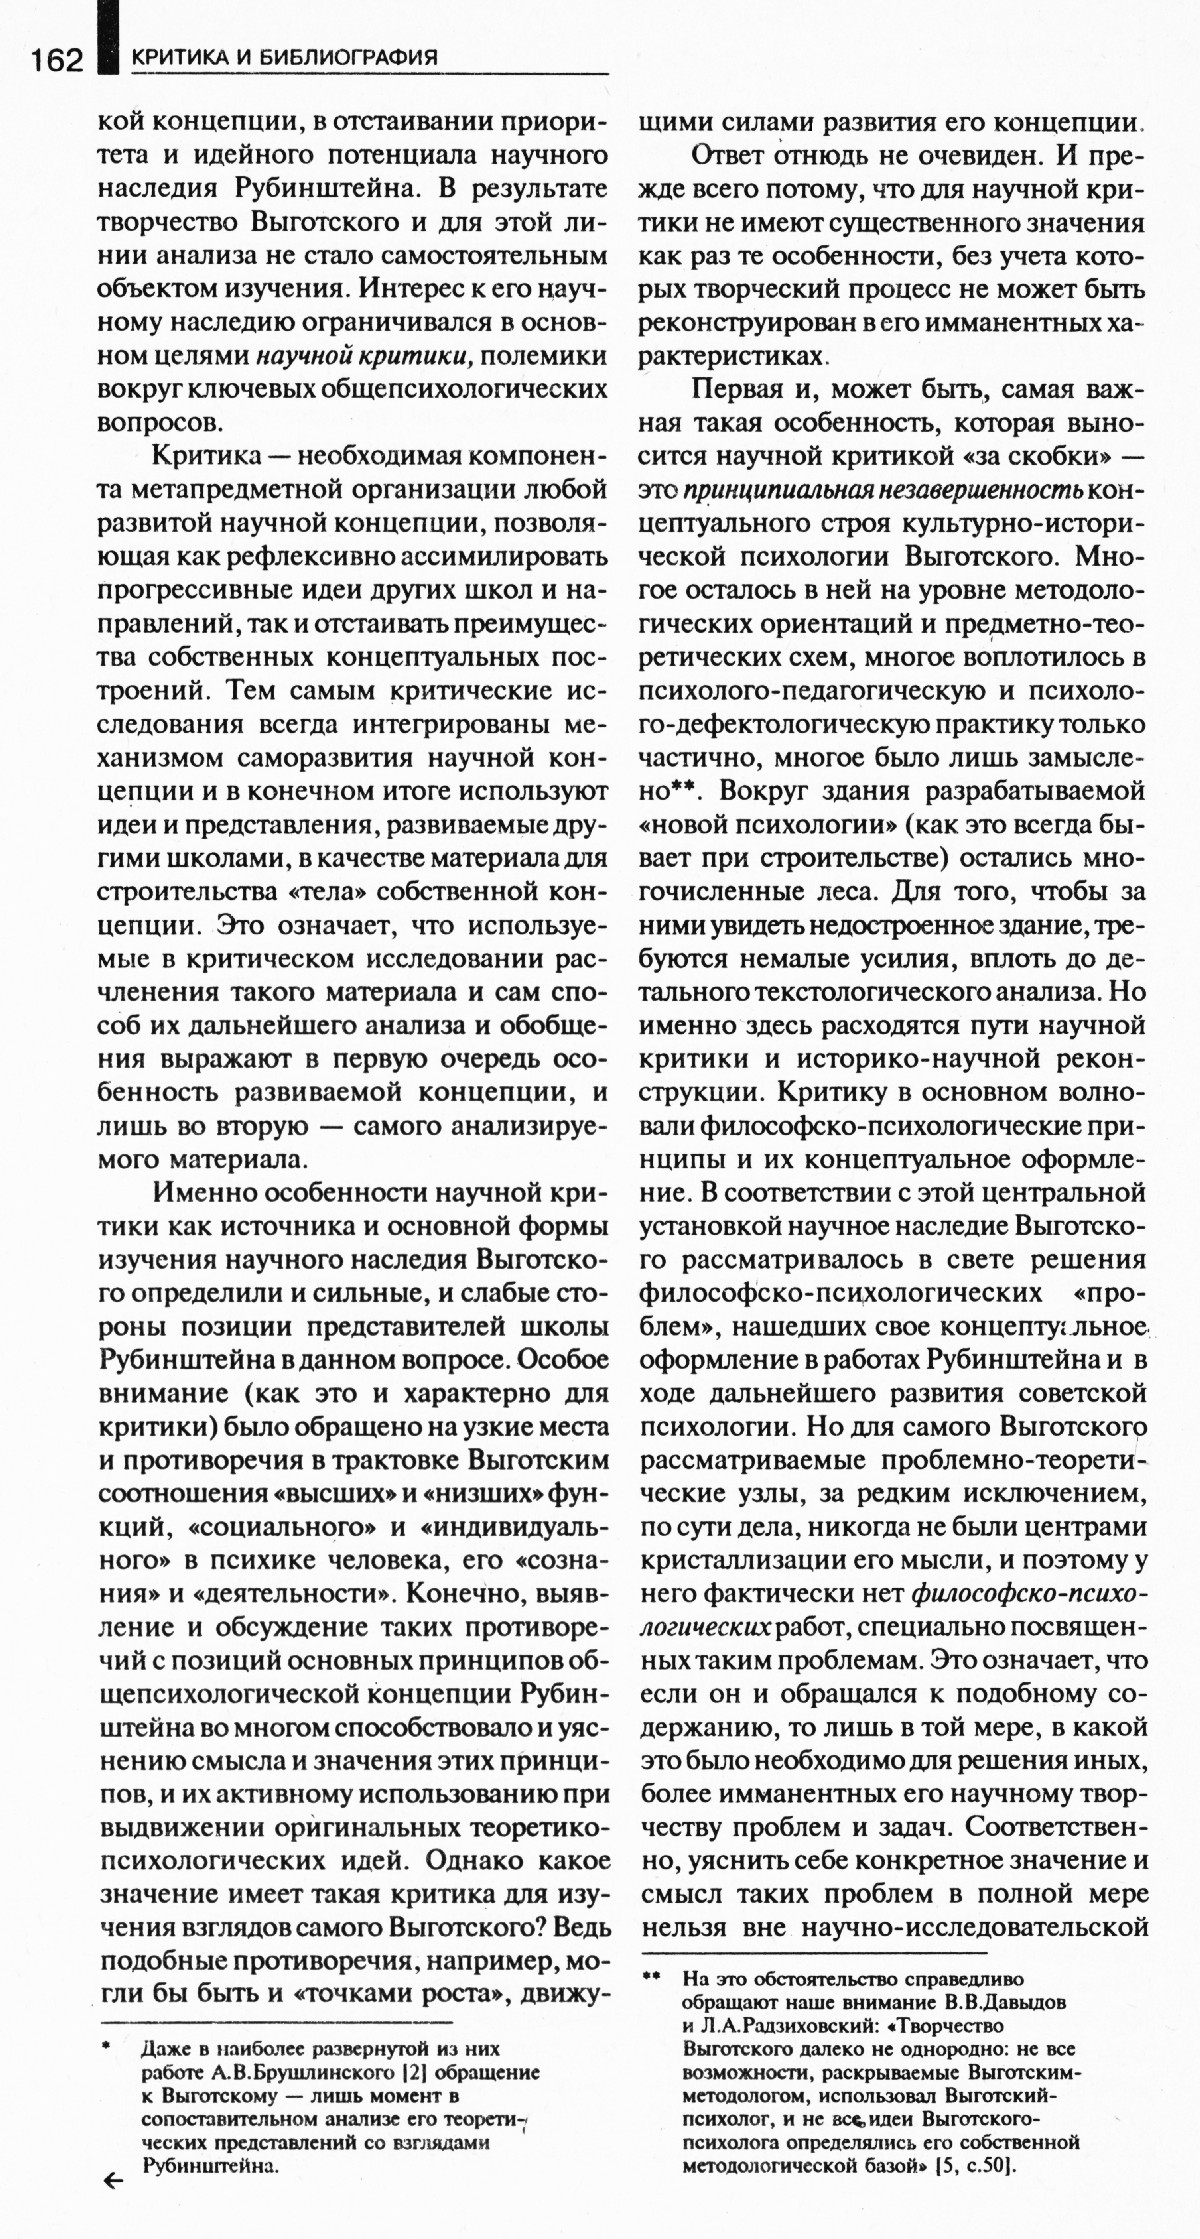 162
КРИТИКА И БИБЛИОГРАФИЯ
кой концепции, в отстаивании приори-
тета и идейного потенциала научного
наследия Рубинштейна. В результате
творчество Выготского и для этой ли-
нии анализа не стало самостоятельным
объектом изучения. Интерес к его науч-
ному наследию ограничивался в основ-
ном целями научной критики, полемики
вокруг ключевых общепсихологических
вопросов.
Критика — необходимая компонен-
та метапредметной организации любой
развитой научной концепции, позволя-
ющая как рефлексивно ассимилировать
прогрессивные идеи других школ и на-
правлений, так и отстаивать преимущес-
тва собственных концептуальных пос-
троений. Тем самым критические ис-
следования всегда интегрированы ме-
ханизмом саморазвития научной кон-
цепции и в конечном итоге используют
идеи и представления, развиваемые дру-
гими школами, в качестве материала для
строительства «тела» собственной кон-
цепции. Это означает, что используе-
мые в критическом исследовании рас-
членения такого материала и сам спо-
соб их дальнейшего анализа и обобще-
ния выражают в первую очередь осо-
бенность развиваемой концепции, и
лишь во вторую — самого анализируе-
мого материала.
Именно особенности научной кри-
тики как источника и основной формы
изучения научного наследия Выготско-
го определили и сильные, и слабые сто-
роны позиции представителей школы
Рубинштейна в данном вопросе. Особое
внимание (как это и характерно для
критики) было обращено на узкие места
и противоречия в трактовке Выготским
соотношения «высших» и «низших» фун-
кций, «социального» и «индивидуаль-
ного» в психике человека, его «созна-
ния» и «деятельности». Конечно, выяв-
ление и обсуждение таких противоре-
чий с позиций основных принципов об-
щепсихологической концепции Рубин-
штейна во многом способствовало и уяс-
нению смысла и значения этих принци-
пов, и их активному использованию при
выдвижении оригинальных теоретико-
психологических идей. Однако какое
значение имеет такая критика для изу-
чения взглядов самого Выготского? Ведь
подобные противоречия, например, мо-
гли бы быть и «точками роста», движу-
* Даже в наиболее развернутой из них
работе А.В.Брушлинского [2] обращение
к Выготскому — лишь момент в
сопоставительном анализе его теорети-
ческих представлений со взглядами
Рубинштейна.
←
щими силами развития его концепции.
Ответ отнюдь не очевиден. И пре-
жде всего потому, что для научной кри-
тики не имеют существенного значения
как раз те особенности, без учета кото-
рых творческий процесс не может быть
реконструирован в его имманентных ха-
рактеристиках.
Первая и, может быть, самая важ-
ная такая особенность, которая выно-
сится научной критикой «за скобки» —
это принципиальная незавершенность кон-
цептуального строя культурно-истори-
ческой психологии Выготского. Мно-
гое осталось в ней на уровне методоло-
гических ориентаций и предметно-тео-
ретических схем, многое воплотилось в
психолого-педагогическую и психоло-
го-дефектологическую практику только
частично, многое было лишь замысле-
но**. Вокруг здания разрабатываемой
«новой психологии» (как это всегда бы-
вает при строительстве) остались мно-
гочисленные леса. Для того, чтобы за
ними увидеть недостроенное здание, тре-
буются немалые усилия, вплоть до де-
тального текстологического анализа. Но
именно здесь расходятся пути научной
критики и историко-научной рекон-
струкции. Критику в основном волно-
вали философско-психологические при-
нципы и их концептуальное оформле-
ние. В соответствии с этой центральной
установкой научное наследие Выготско-
го рассматривалось в свете решения
философско-психологических «про-
блем», нашедших свое концептуальное
оформление в работах Рубинштейна и в
ходе дальнейшего развития советской
психологии. Но для самого Выготского
рассматриваемые проблемно-теорети-
ческие узлы, за редким исключением,
по сути дела, никогда не были центрами
кристаллизации его мысли, и поэтому у
него фактически нет философско-психо-
логических работ, специально посвящен-
ных таким проблемам. Это означает, что
если он и обращался к подобному со-
держанию, то лишь в той мере, в какой
это было необходимо для решения иных,
более имманентных его научному твор-
честву проблем и задач. Соответствен-
но, уяснить себе конкретное значение и
смысл таких проблем в полной мере
нельзя вне научно-исследовательской
** На это обстоятельство справедливо
обращают наше внимание В.В.Давыдов
и Л.А.Радзиховский: «Творчество
Выготского далеко не однородно: не все
возможности, раскрываемые Выготским-
методологом, использовал Выготский-
психолог, и не все идеи Выготского-
психолога определялись его собственной
методологической базой» [5, с.50].